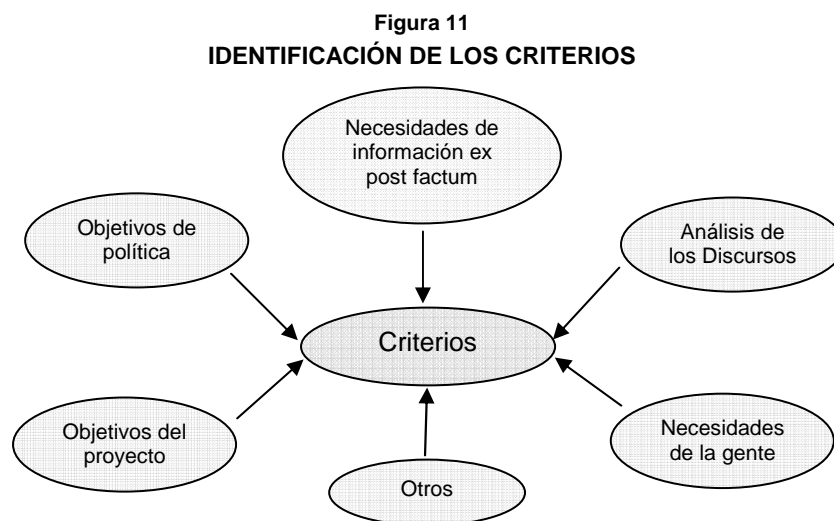 Figura 11
IDENTIFICACIÓN DE LOS CRITERIOS
Necesidades de
información ex
post factum
Objetivos de
política
Análisis de
los Discursos
Criterios
Objetivos del
proyecto
Necesidades
de la gente
Otros